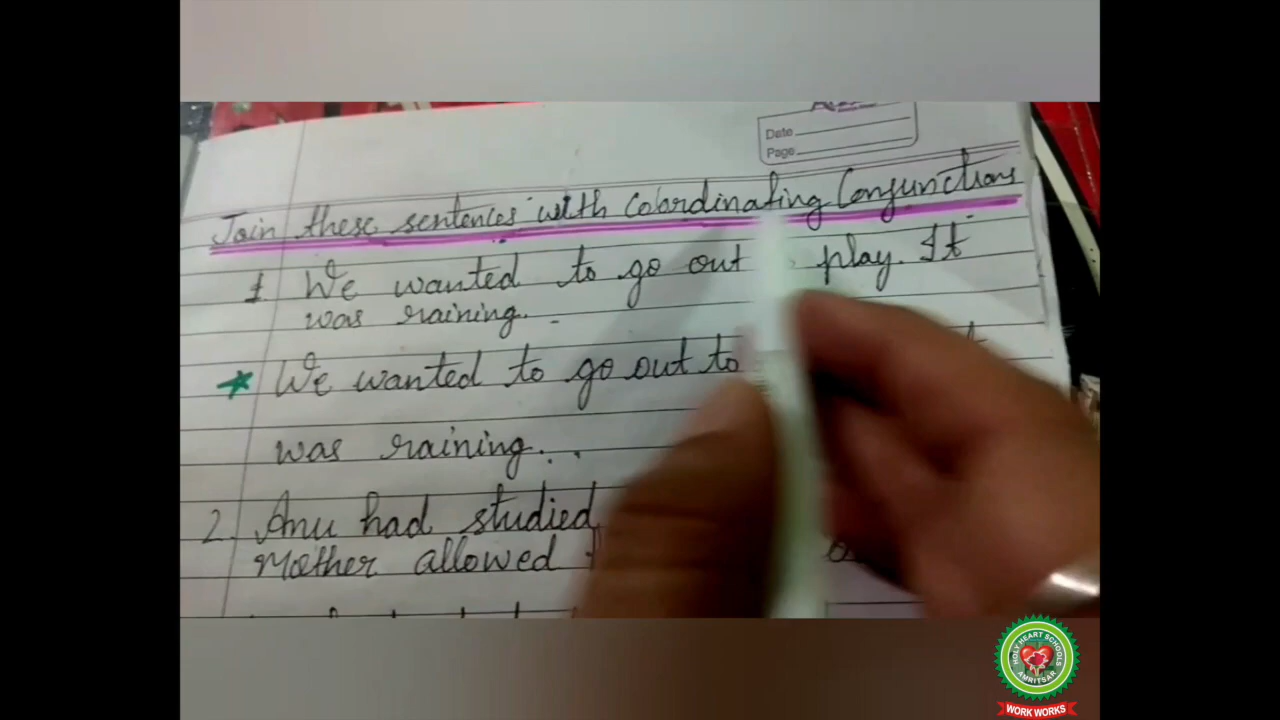 Date
Page
Join these sentences with Coordinating Conjunctions
1. We wanted to go out play. It
was raining.
* We wanted to go out to
was raining.
2. Anu had studied
Mother allowed
HOLY HEART SCHOOLS
AMRITSAR
WORK WORKS